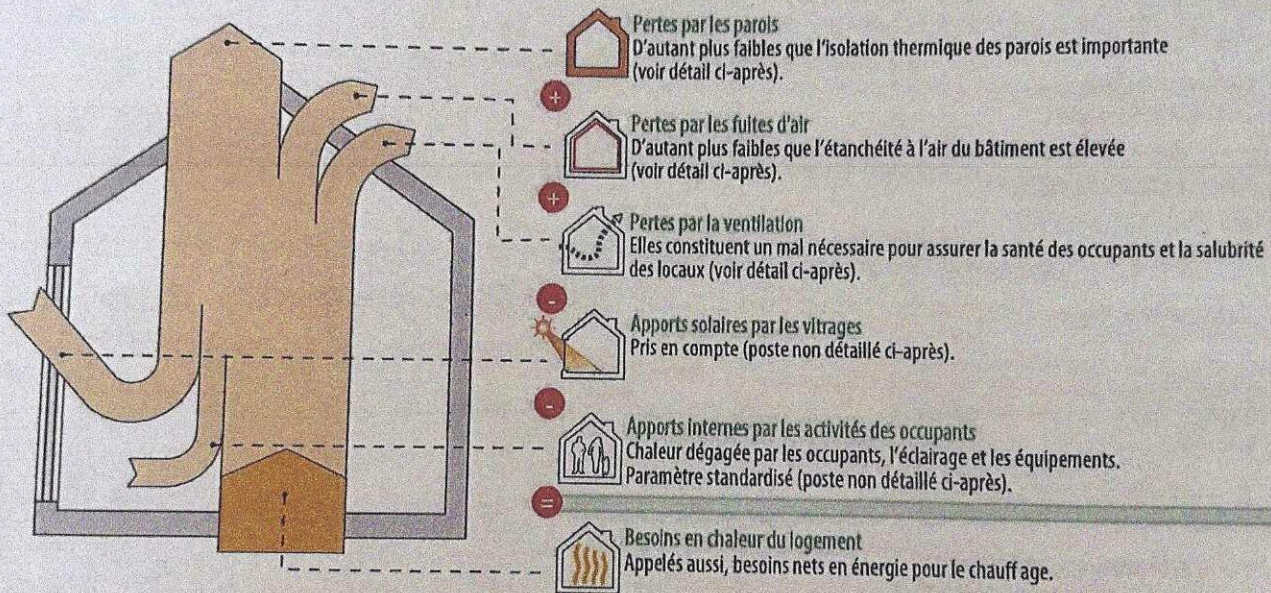 Pertes par les parois
D'autant plus faibles que l'isolation thermique des parois est importante
(voir détail ci-après).
+
Pertes par les fuites d'air
D'autant plus faibles que l'étanchéité à l'air du bâtiment est élevée
(voir détail ci-après).
+
Pertes par la ventilation
Elles constituent un mal nécessaire pour assurer la santé des occupants et la salubrité
des locaux (voir détail ci-après).
-
Apports solaires par les vitrages
Pris en compte (poste non détaillé ci-après).
-
Apports internes par les activités des occupants
Chaleur dégagée par les occupants, l'éclairage et les équipements.
Paramètre standardisé (poste non détaillé ci-après).
=
Besoins en chaleur du logement
Appelés aussi, besoins nets en énergie pour le chauff age.